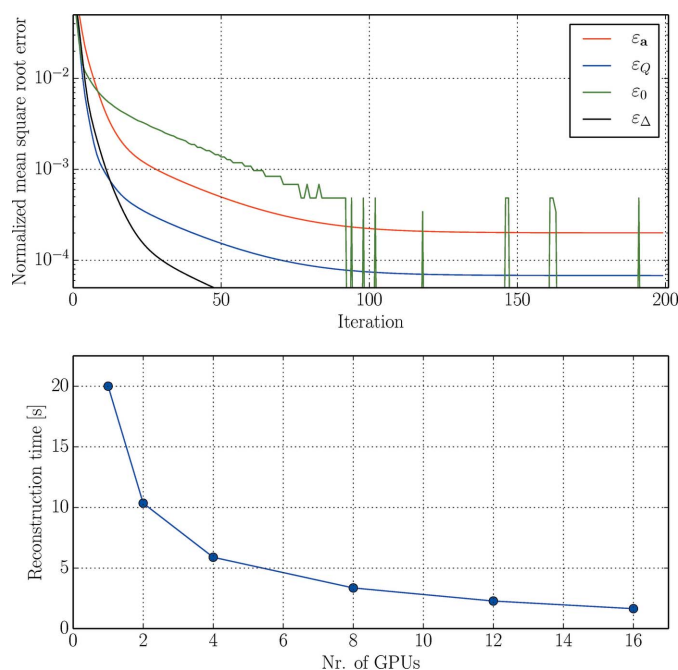 Normalized mean square root error
10⁻²
10⁻³
10⁻⁴
ε_a
ε_Q
ε_0
ε_Δ
0 50 100 150 200
Iteration
Reconstruction time [s]
20
15
10
5
0
0 2 4 6 8 10 12 14 16
Nr. of GPUs